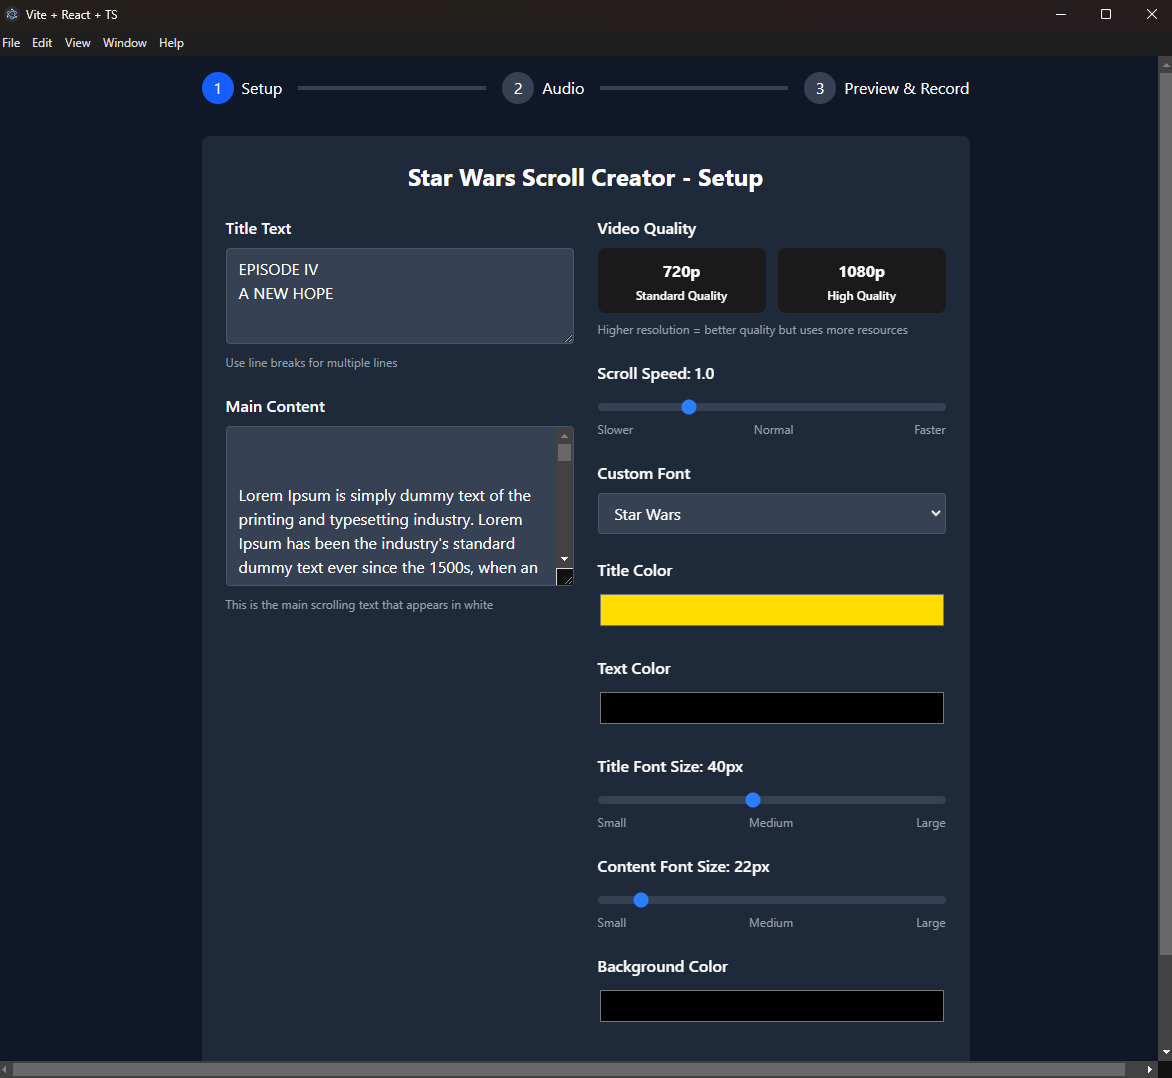 Vite + React + TS
File Edit View Window Help
1 Setup 2 Audio 3 Preview & Record
Star Wars Scroll Creator - Setup
Title Text
EPISODE IV
A NEW HOPE
Use line breaks for multiple lines
Main Content
Lorem Ipsum is simply dummy text of the
printing and typesetting industry. Lorem
Ipsum has been the industry's standard
dummy text ever since the 1500s, when an
This is the main scrolling text that appears in white
Video Quality
720p
Standard Quality
1080p
High Quality
Higher resolution = better quality but uses more resources
Scroll Speed: 1.0
Slower Normal Faster
Custom Font
Star Wars
Title Color
Text Color
Title Font Size: 40px
Small Medium Large
Content Font Size: 22px
Small Medium Large
Background Color